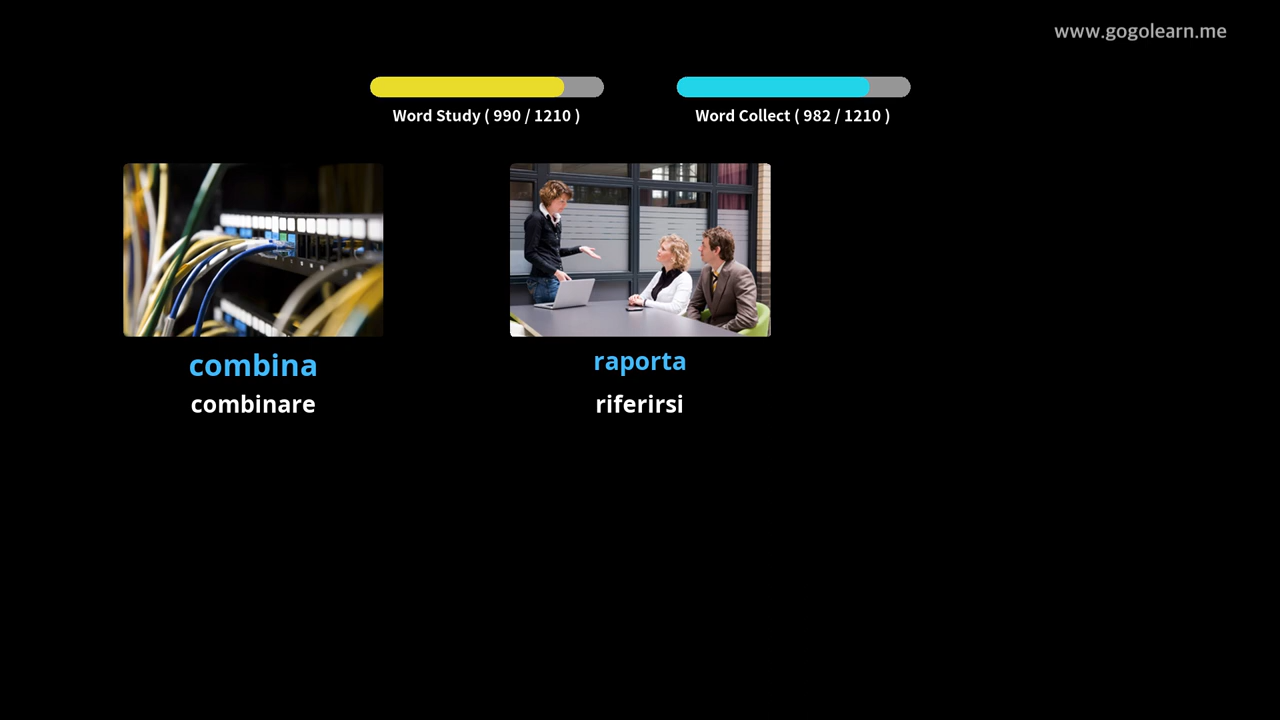 www.gogolearn.me
Word Study ( 990 / 1210 )
Word Collect ( 982 / 1210 )
combina
combinare
raporta
riferirsi